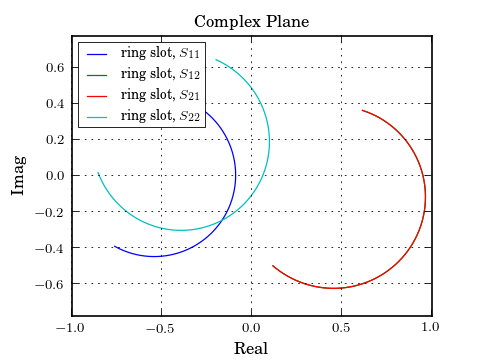 Complex Plane
ring slot, S11
ring slot, S12
ring slot, S21
ring slot, S22
Imag
0.6
0.4
0.2
0.0
−0.2
−0.4
−0.6
−1.0 −0.5 0.0 0.5 1.0
Real